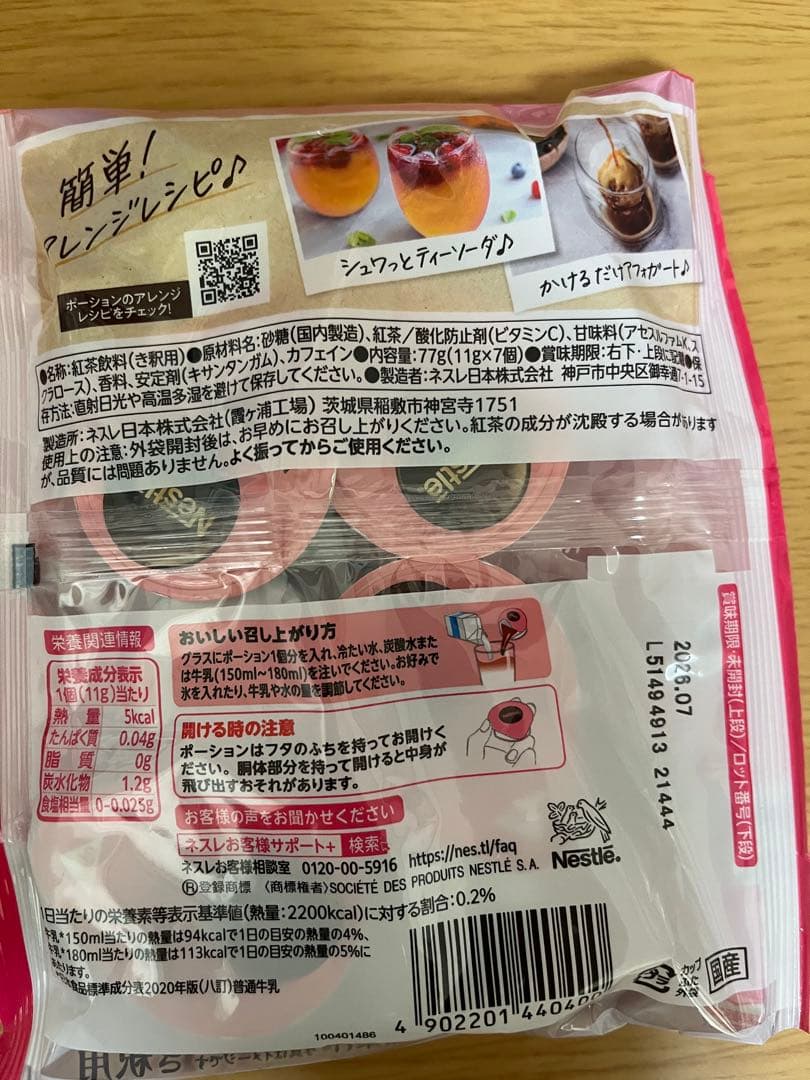 簡単!
アレンジレシピ♪
ポーションのアレンジ
レシピをチェック!
シュワっとティーソーダ♪
かけるだけアフォガート♪
●名称:紅茶飲料(き釈用)●原材料名:砂糖(国内製造)、紅茶/酸化防止剤(ビタミンC)、甘味料(アセスルファムK、ス
クラロース)、香料、安定剤(キサンタンガム)、カフェイン●内容量:77g(11g×7個)●賞味期限:右下・上段に記載●保
存方法:直射日光や高温多湿を避けて保存してください。●製造者:ネスレ日本株式会社 神戸市中央区御幸通7-1-15
製造所:ネスレ日本株式会社(霞ヶ浦工場) 茨城県稲敷市神宮寺1751
使用上の注意:外袋開封後は、お早めにお召し上がりください。紅茶の成分が沈殿する場合があります
が、品質には問題ありません。よく振ってからご使用ください。
Nestlé
Nestlé
栄養関連情報
栄養成分表示
1個(11g)当たり
熱量 5kcal
たんぱく質 0.04g
脂質 0g
炭水化物 1.2g
食塩相当量 0-0.025g
おいしい召し上がり方
グラスにポーション1個分を入れ、冷たい水、炭酸水また
は牛乳(150ml~180ml)を注いでください。お好みで
氷を入れたり、牛乳や水の量を調節してください。
開ける時の注意
ポーションはフタのふちを持ってお開けく
ださい。胴体部分を持って開けると中身が
飛び出すおそれがあります。
賞味期限・未開封(上段)/ロット番号(下段)
2026.07
L51494913 21444
お客様の声をお聞かせください
ネスレお客様サポート+ 検索
ネスレお客様相談室 0120-00-5916 https://nes.tl/faq
Ⓡ登録商標 〈商標権者〉SOCIÉTÉ DES PRODUITS NESTLÉ S.A.
Nestlé.
1日当たりの栄養素等表示基準値(熱量:2200kcal)に対する割合:0.2%
牛乳*150ml当たりの熱量は94kcalで1日の目安の熱量の4%、
牛乳*180ml当たりの熱量は113kcalで1日の目安の熱量の5%に
あたります。
食品標準成分表2020年版(八訂)普通牛乳
100401486
4 902201 440400
プラ
カップ
ふた
外袋
国産